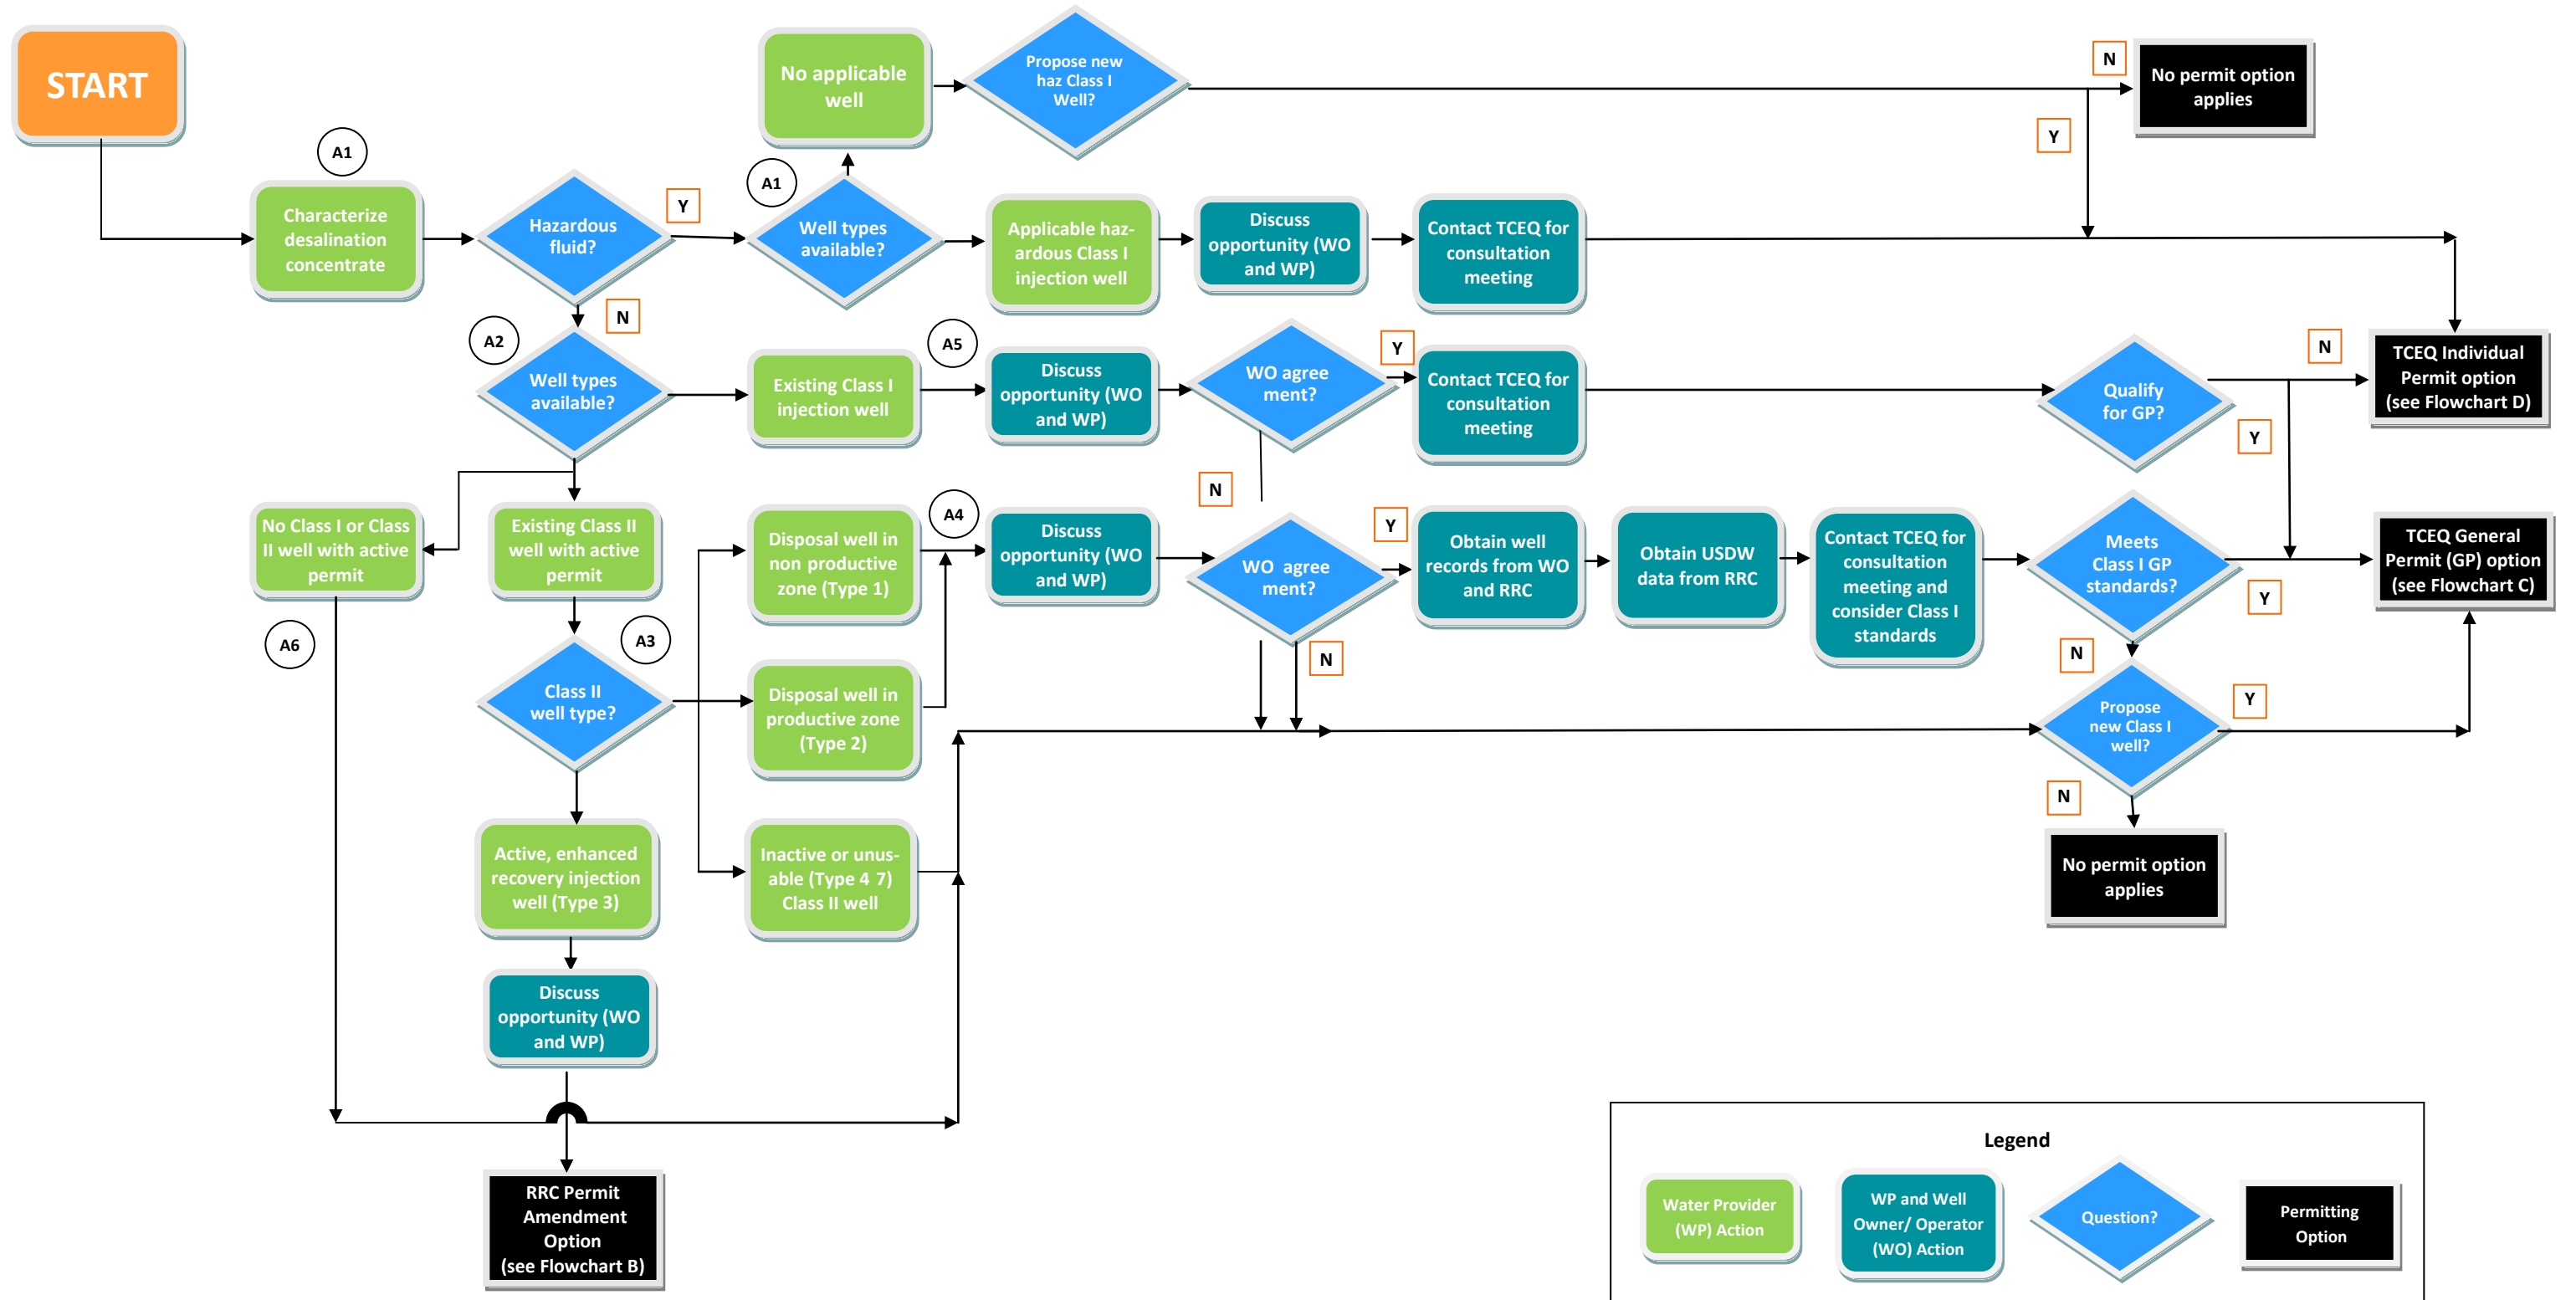 START
A1
Characterize
desalination
concentrate
Hazardous
fluid?
Y
N
A1
Well types
available?
No applicable
well
Propose new
haz Class I
Well?
N
No permit option
applies
Y
Applicable haz-
ardous Class I
injection well
Discuss
opportunity (WO
and WP)
Contact TCEQ for
consultation
meeting
A2
Well types
available?
Existing Class I
injection well
A5
Discuss
opportunity (WO
and WP)
WO agree
ment?
Y
Contact TCEQ for
consultation
meeting
Qualify
for GP?
N
TCEQ Individual
Permit option
(see Flowchart D)
Y
N
No Class I or Class
II well with active
permit
Existing Class II
well with active
permit
Disposal well in
non productive
zone (Type 1)
A4
Discuss
opportunity (WO
and WP)
WO  agree
ment?
Y
Obtain well
records from WO
and RRC
Obtain USDW
data from RRC
Contact TCEQ for
consultation
meeting and
consider Class I
standards
Meets
Class I GP
standards?
Y
TCEQ General
Permit (GP) option
(see Flowchart C)
A6
A3
N
N
Class II
well type?
Disposal well in
productive zone
(Type 2)
Propose
new Class I
well?
Y
N
No permit option
applies
Active, enhanced
recovery injection
well (Type 3)
Inactive or unus-
able (Type 4 7)
Class II well
Discuss
opportunity (WO
and WP)
RRC Permit
Amendment
Option
(see Flowchart B)
Legend
Water Provider
(WP) Action
WP and Well
Owner/ Operator
(WO) Action
Question?
Permitting
Option